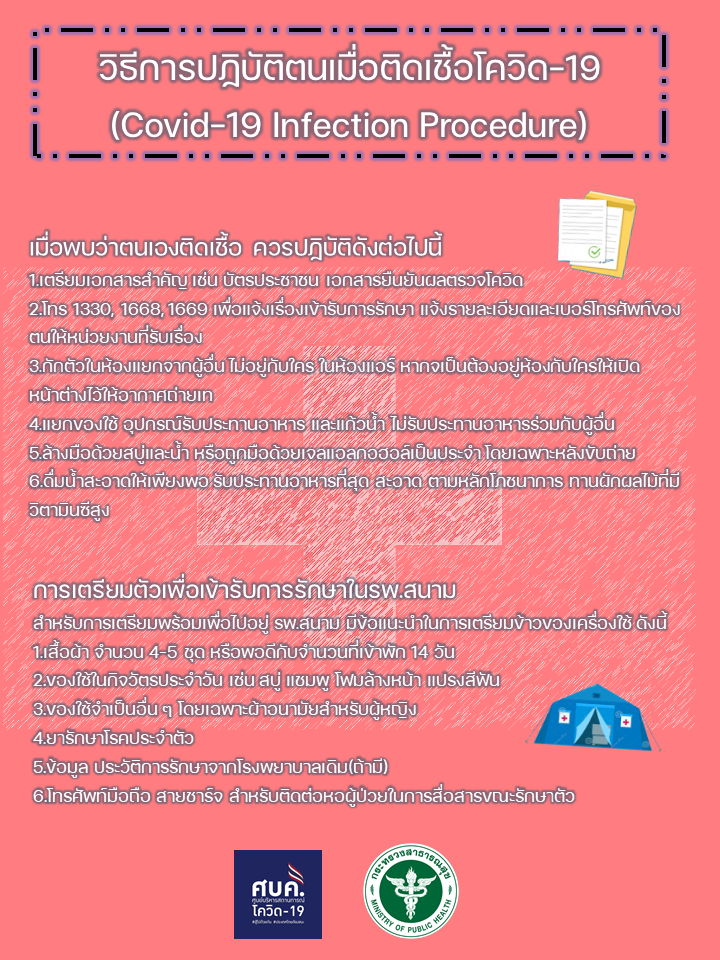 วิธีการปฎิบัติตนเมื่อติดเชื้อโควิด-19
(Covid-19 Infection Procedure)
เมื่อพบว่าตนเองติดเชื้อ ควรปฎิบัติดังต่อไปนี้
1.เตรียมเอกสารสำคัญ เช่น บัตรประชาชน เอกสารยืนยันผลตรวจโควิด
2.โทร 1330, 1668, 1669 เพื่อแจ้งเรื่องเข้ารับการรักษา แจ้งรายละเอียดและเบอร์โทรศัพท์ของ
ตนให้หน่วยงานที่รับเรื่อง
3.กักตัวในห้องแยกจากผู้อื่น ไม่อยู่กับใคร ในห้องแอร์ หากจเป็นต้องอยู่ห้องกับใครให้เปิด
หน้าต่างไว้ให้อากาศถ่ายเท
4.แยกของใช้ อุปกรณ์รับประทานอาหาร และแก้วน้ำ ไม่รับประทานอาหารร่วมกับผู้อื่น
5.ล้างมือด้วยสบู่และน้ำ หรือถูกมือด้วยเจลแอลกอฮอล์เป็นประจำ โดยเฉพาะหลังขับถ่าย
6.ดื่มน้ำสะอาดให้เพียงพอ รับประทานอาหารที่สุด สะอาด ตามหลักโภชนาการ ทานผักผลไม้ที่มี
วิตามินซีสูง
การเตรียมตัวเพื่อเข้ารับการรักษาในรพ.สนาม
สำหรับการเตรียมพร้อมเพื่อไปอยู่ รพ.สนาม มีข้อแนะนำในการเตรียมข้าวของเครื่องใช้ ดังนี้
1.เสื้อผ้า จำนวน 4-5 ชุด หรือพอดีกับจำนวนที่เข้าพัก 14 วัน
2.ของใช้ในกิจวัตรประจำวัน เช่น สบู่ แชมพู โฟมล้างหน้า แปรงสีฟัน
3.ของใช้จำเป็นอื่น ๆ โดยเฉพาะผ้าอนามัยสำหรับผู้หญิง
4.ยารักษาโรคประจำตัว
5.ข้อมูล ประวัติการรักษาจากโรงพยาบาลเดิม(ถ้ามี)
6.โทรศัพท์มือถือ สายชาร์จ สำหรับติดต่อหอผู้ป่วยในการสื่อสารขณะรักษาตัว
ศบค.
ศูนย์บริหารสถานการณ์
โควิด-19
กระทรวงสาธารณสุข
MINISTRY OF PUBLIC HEALTH